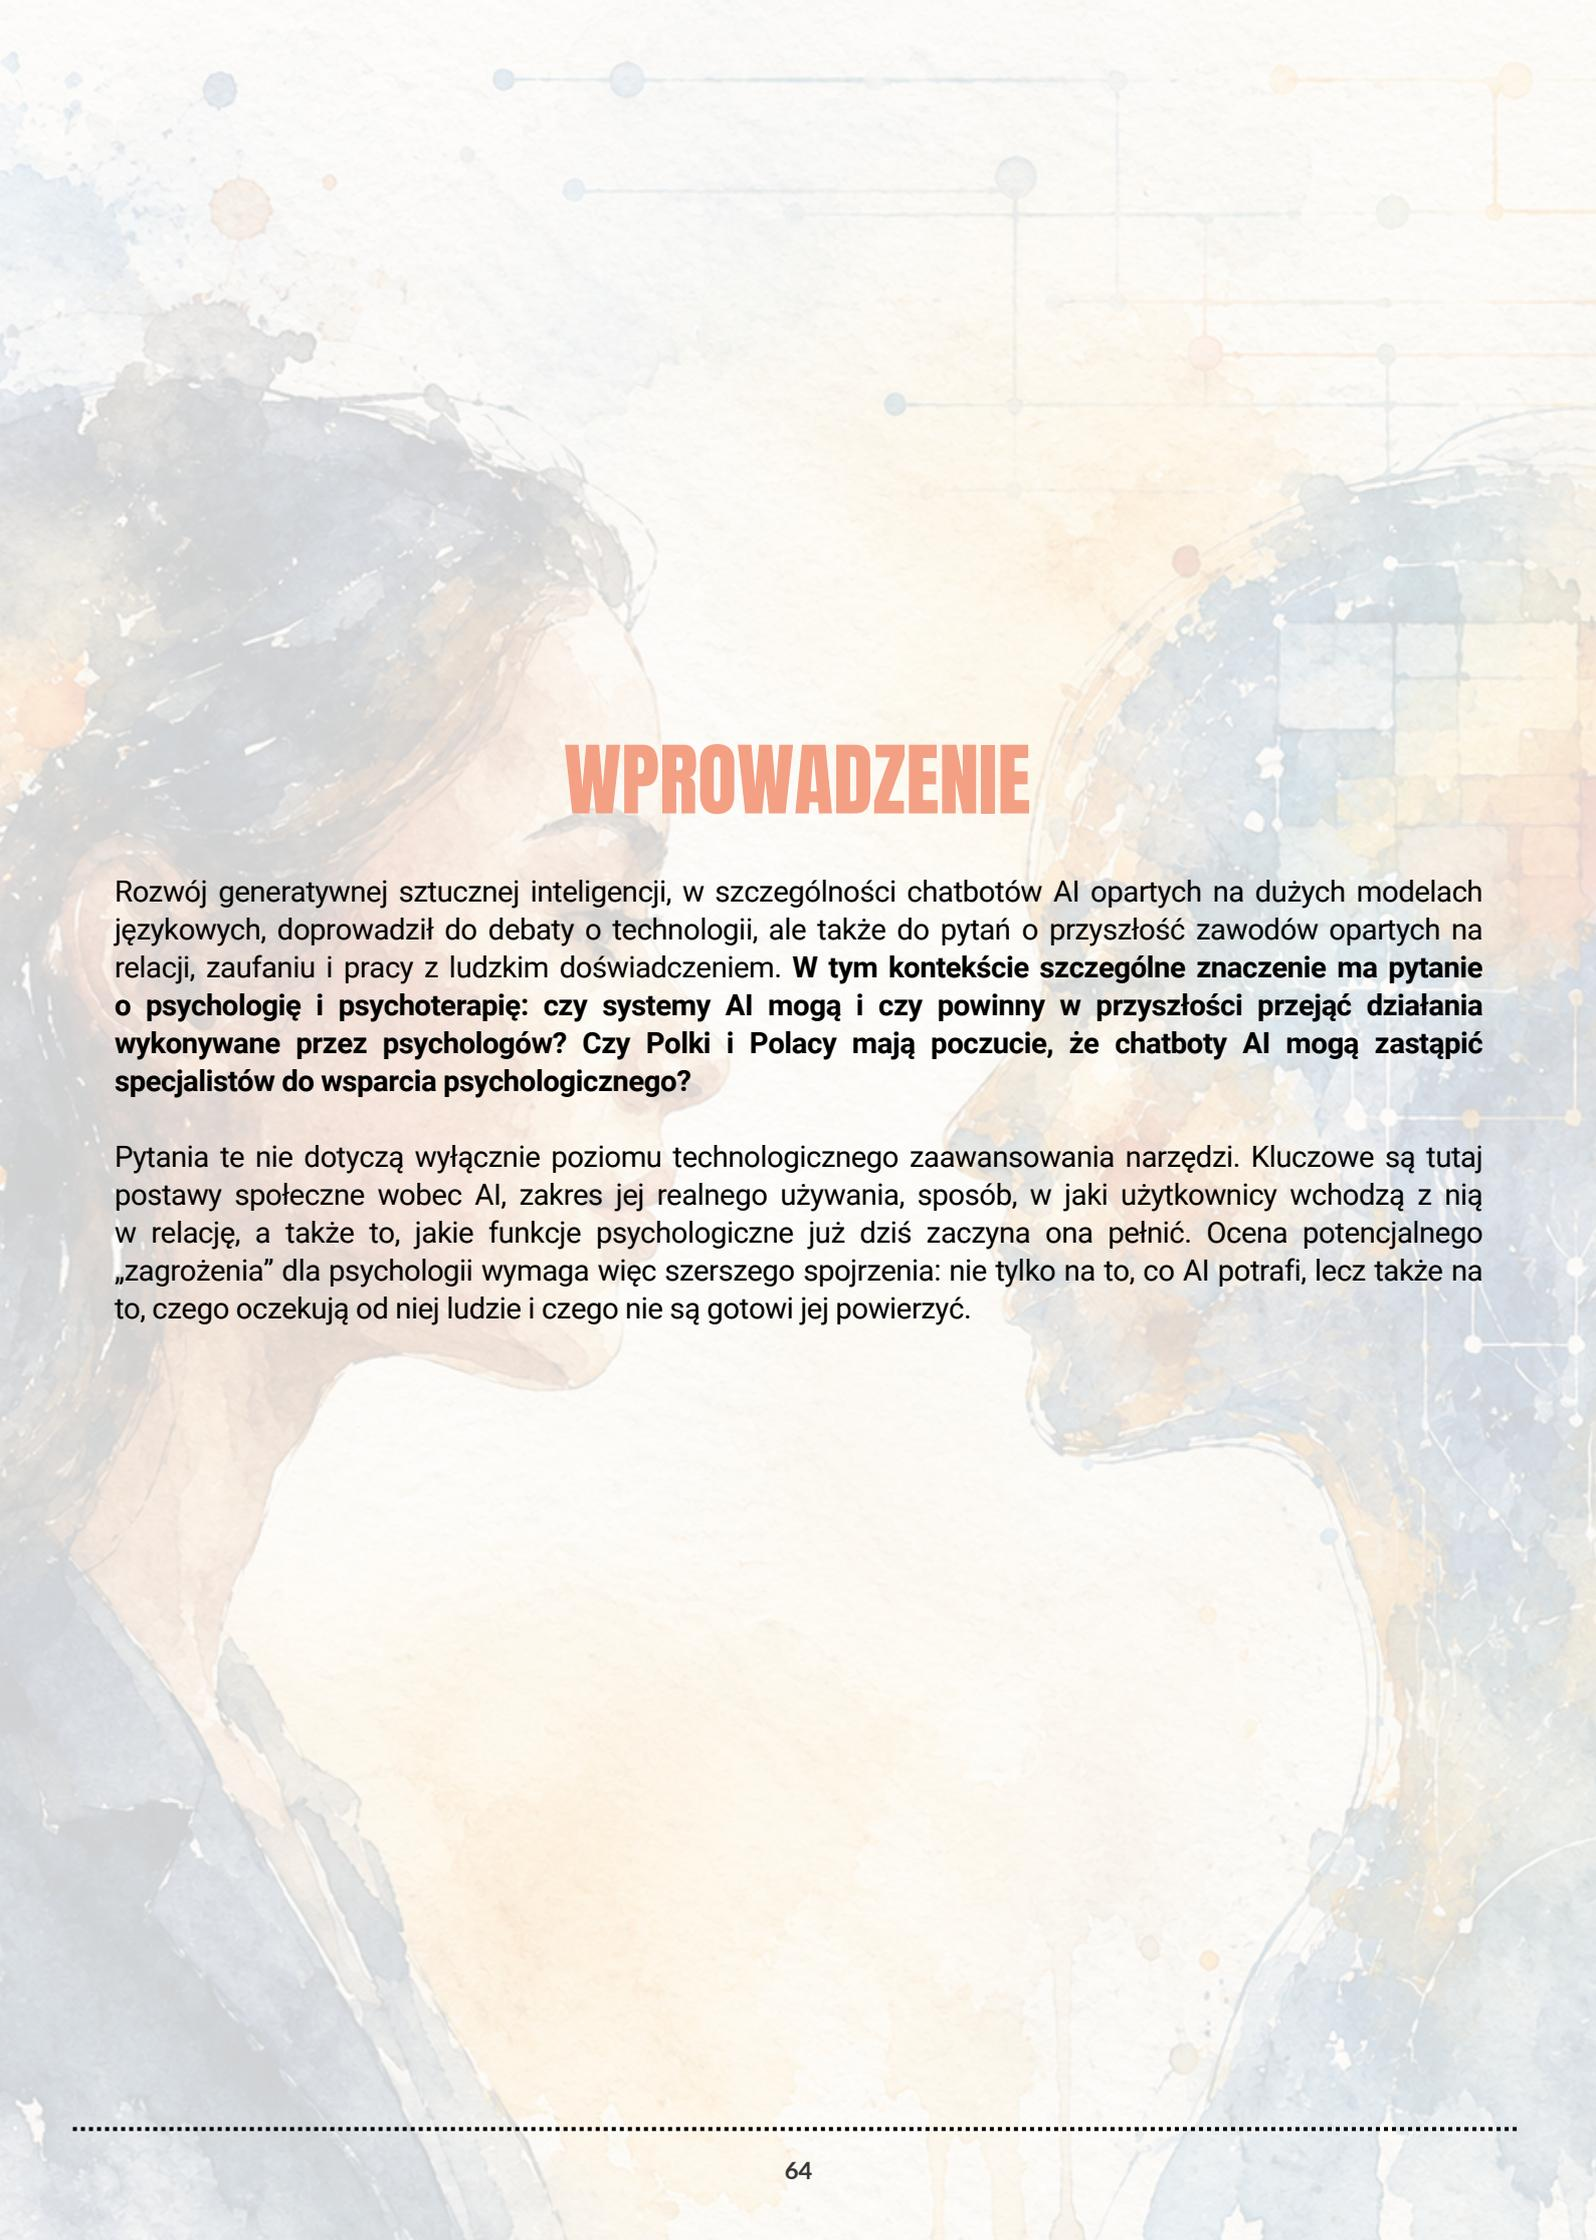 WPROWADZENIE
Rozwój generatywnej sztucznej inteligencji, w szczególności chatbotów AI opartych na dużych modelach
językowych, doprowadził do debaty o technologii, ale także do pytań o przyszłość zawodów opartych na
relacji, zaufaniu i pracy z ludzkim doświadczeniem. W tym kontekście szczególne znaczenie ma pytanie
o psychologię i psychoterapię: czy systemy AI mogą i czy powinny w przyszłości przejąć działania
wykonywane przez psychologów? Czy Polki i Polacy mają poczucie, że chatboty AI mogą zastąpić
specjalistów do wsparcia psychologicznego?
Pytania te nie dotyczą wyłącznie poziomu technologicznego zaawansowania narzędzi. Kluczowe są tutaj
postawy społeczne wobec AI, zakres jej realnego używania, sposób, w jaki użytkownicy wchodzą z nią
w relację, a także to, jakie funkcje psychologiczne już dziś zaczyna ona pełnić. Ocena potencjalnego
„zagrożenia” dla psychologii wymaga więc szerszego spojrzenia: nie tylko na to, co AI potrafi, lecz także na
to, czego oczekują od niej ludzie i czego nie są gotowi jej powierzyć.
64